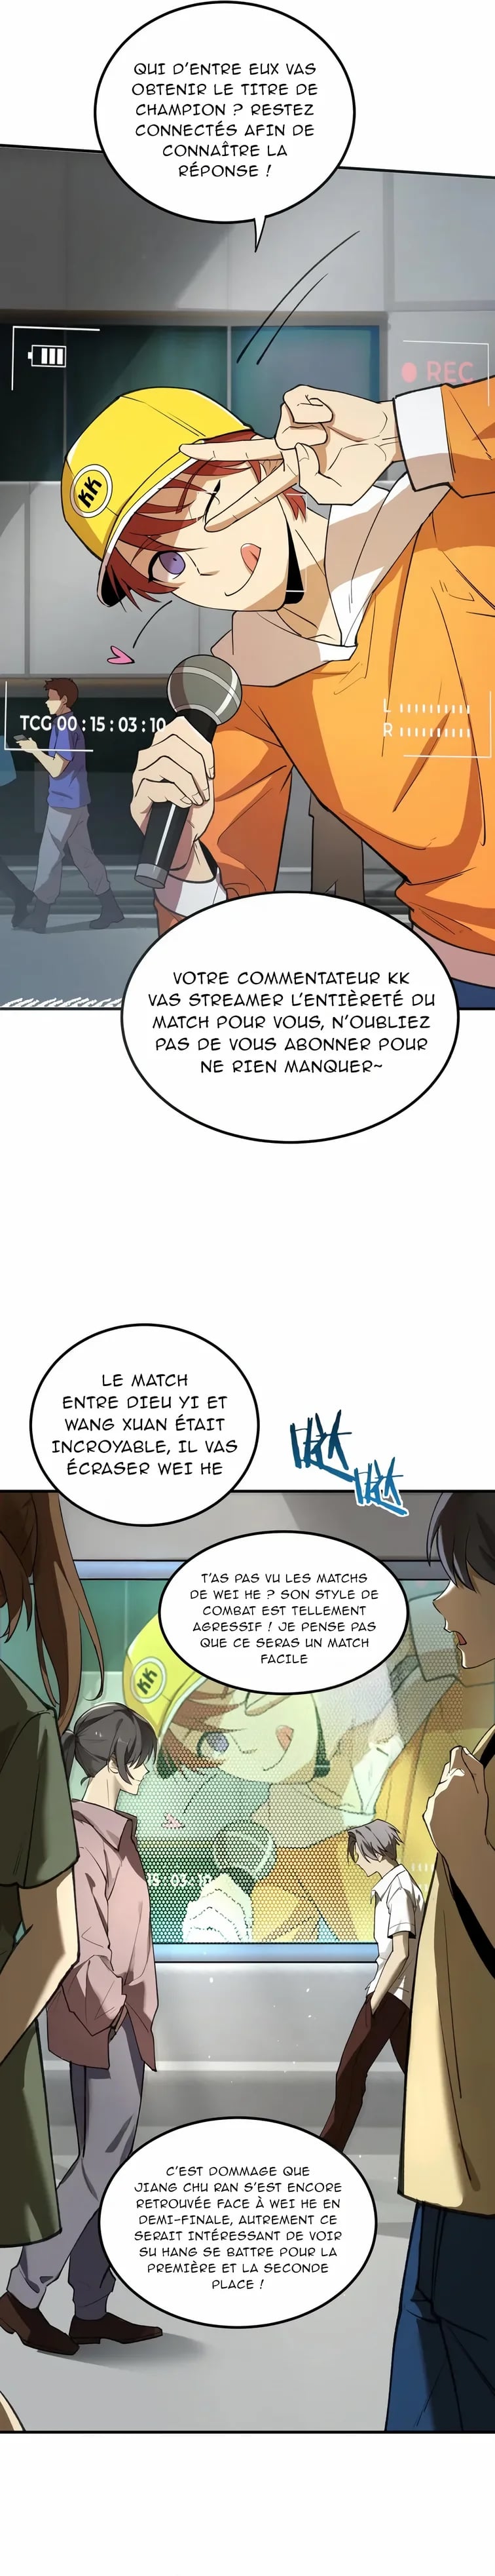 QUI D'ENTRE EUX VAS
OBTENIR LE TITRE DE
CHAMPION ? RESTEZ
CONNECTÉS AFIN DE
CONNAÎTRE LA
RÉPONSE !
REC
KK
TCG 00 : 15 : 03 : 10
L
R
VOTRE COMMENTATEUR KK
VAS STREAMER L'ENTIÈRETÉ DU
MATCH POUR VOUS, N'OUBLIEZ
PAS DE VOUS ABONNER POUR
NE RIEN MANQUER~
LE MATCH
ENTRE DIEU YI ET
WANG XUAN ÉTAIT
INCROYABLE, IL VAS
ÉCRASER WEI HE
T'AS PAS VU LES MATCHS
DE WEI HE ? SON STYLE DE
COMBAT EST TELLEMENT
AGRESSIF ! JE PENSE PAS
QUE CE SERAS UN MATCH
FACILE
KK
15 : 03 : 10
C'EST DOMMAGE QUE
JIANG CHU RAN S'EST ENCORE
RETROUVÉE FACE À WEI HE EN
DEMI-FINALE, AUTREMENT CE
SERAIT INTÉRESSANT DE VOIR
SU HANG SE BATTRE POUR LA
PREMIÈRE ET LA SECONDE
PLACE !